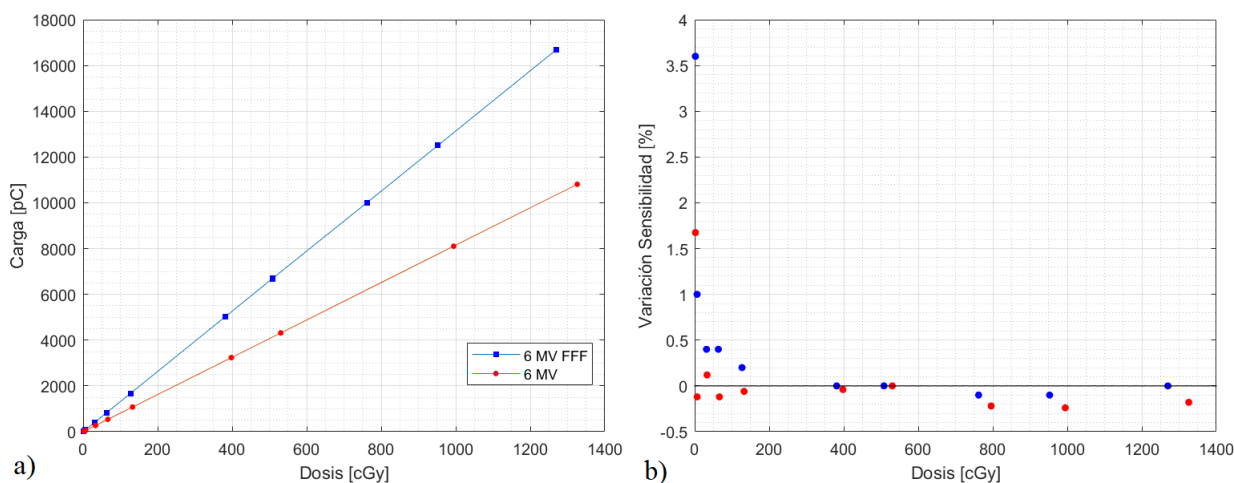 18000
16000
14000
12000
10000
8000
6000
4000
2000
0
Carga [pC]
0 200 400 600 800 1000 1200 1400
Dosis [cGy]
6 MV FFF
6 MV
a)
4
3.5
3
2.5
2
1.5
1
0.5
0
-0.5
Variación Sensibilidad [%]
0 200 400 600 800 1000 1200 1400
Dosis [cGy]
b)